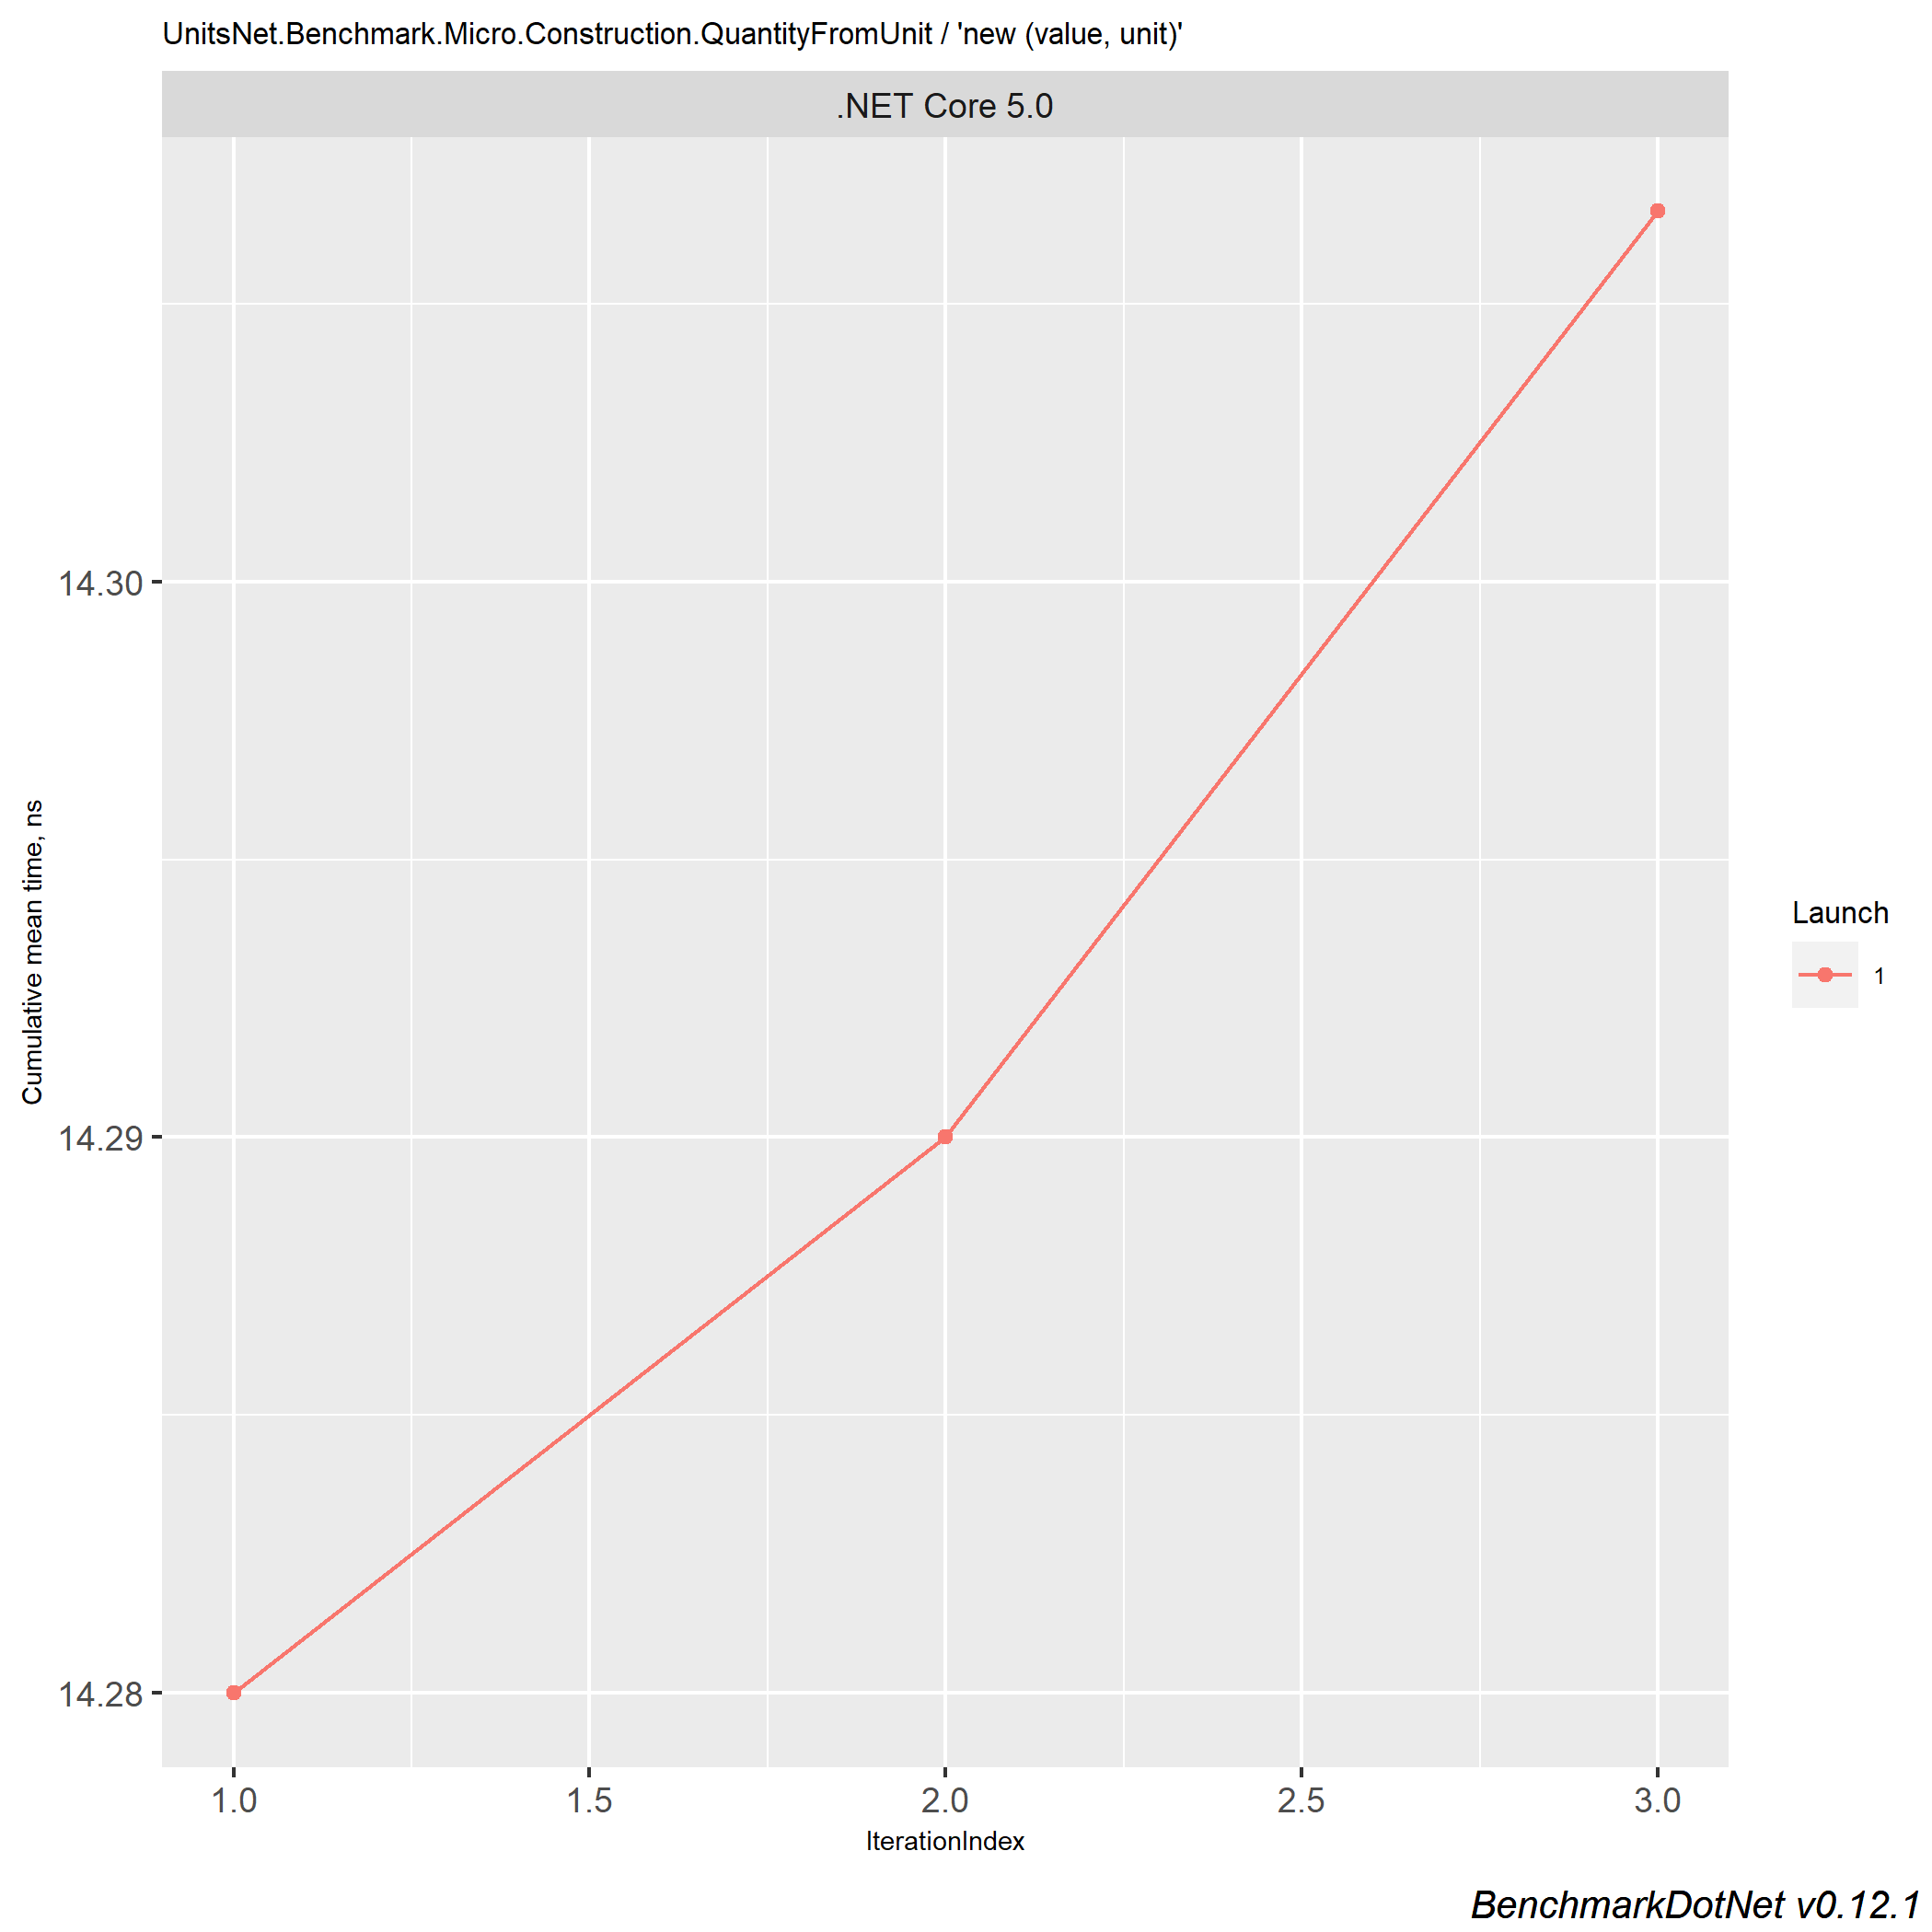 UnitsNet.Benchmark.Micro.Construction.QuantityFromUnit / 'new (value, unit)'
.NET Core 5.0
Cumulative mean time, ns
14.30
14.29
14.28
1.0 1.5 2.0 2.5 3.0
IterationIndex
Launch
1
BenchmarkDotNet v0.12.1